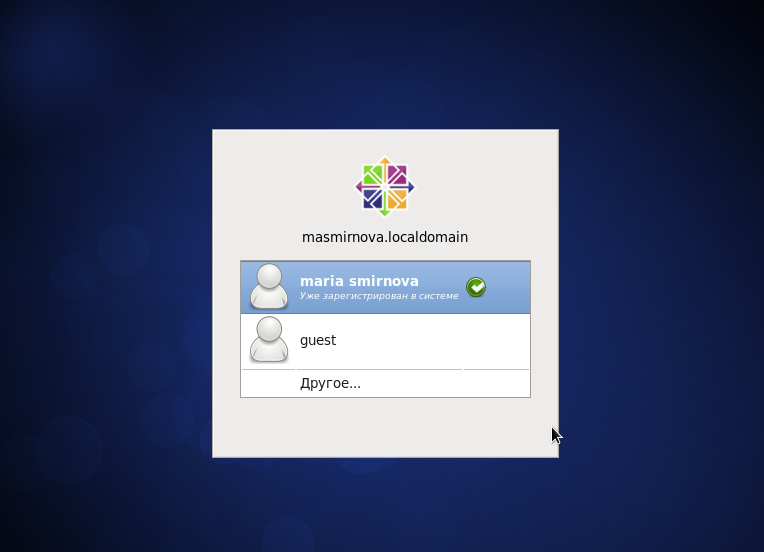 masmirnova.localdomain
maria smirnova
Уже зарегистрирован в системе
guest
Другое...